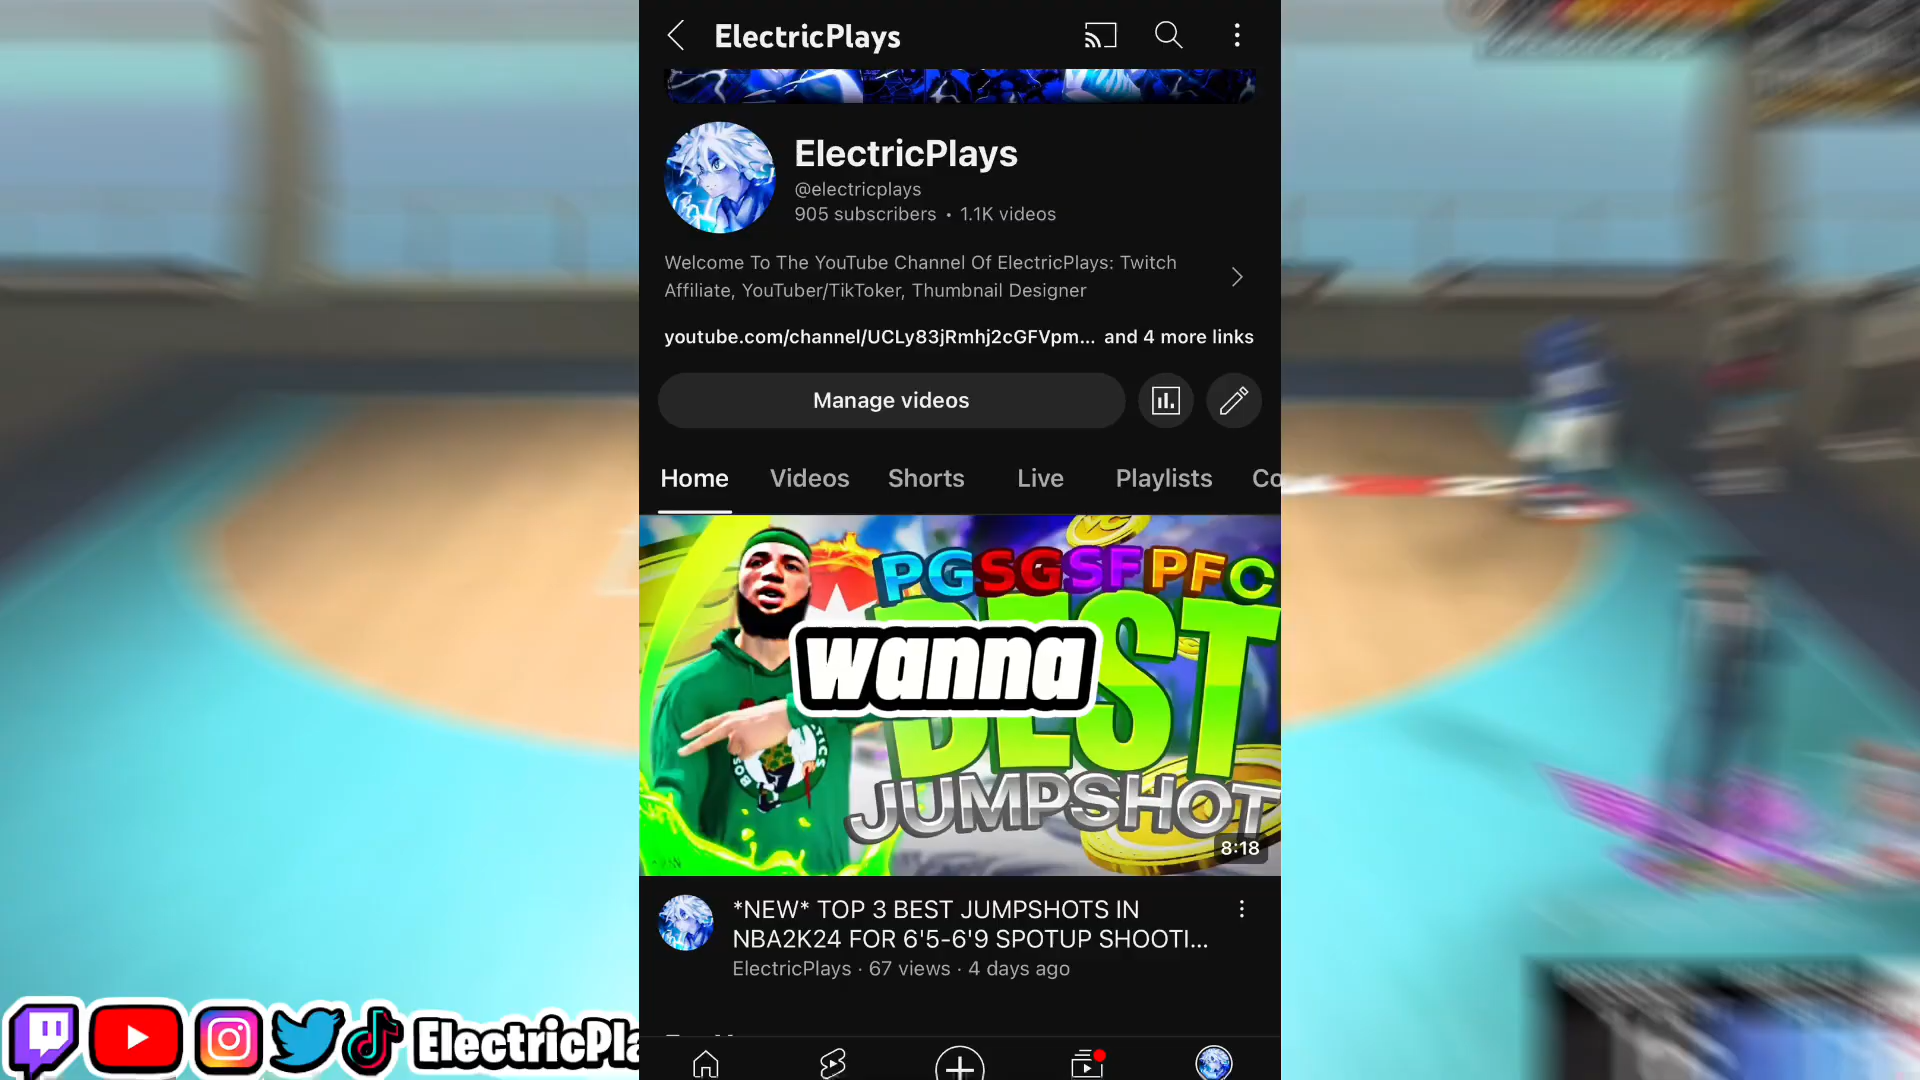 ElectricPlays
ElectricPlays
@electricplays
905 subscribers • 1.1K videos
Welcome To The YouTube Channel Of ElectricPlays: Twitch
Affiliate, YouTuber/TikToker, Thumbnail Designer
youtube.com/channel/UCLy83jRmhj2cGFVpm... and 4 more links
Manage videos
Home Videos Shorts Live Playlists Co
PG SG SF PF C
BEST
wanna
JUMPSHOT
8:18
*NEW* TOP 3 BEST JUMPSHOTS IN
NBA2K24 FOR 6'5-6'9 SPOTUP SHOOTI...
ElectricPlays · 67 views · 4 days ago
ElectricPla